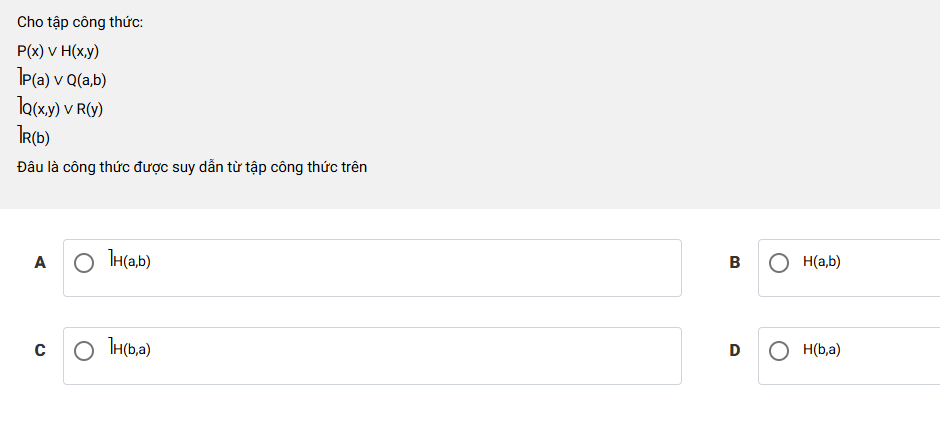 Cho tập công thức:
P(x) ∨ H(x,y)
⌉P(a) ∨ Q(a,b)
⌉Q(x,y) ∨ R(y)
⌉R(b)
Đâu là công thức được suy dẫn từ tập công thức trên
A ⌉H(a,b)
B H(a,b)
C ⌉H(b,a)
D H(b,a)